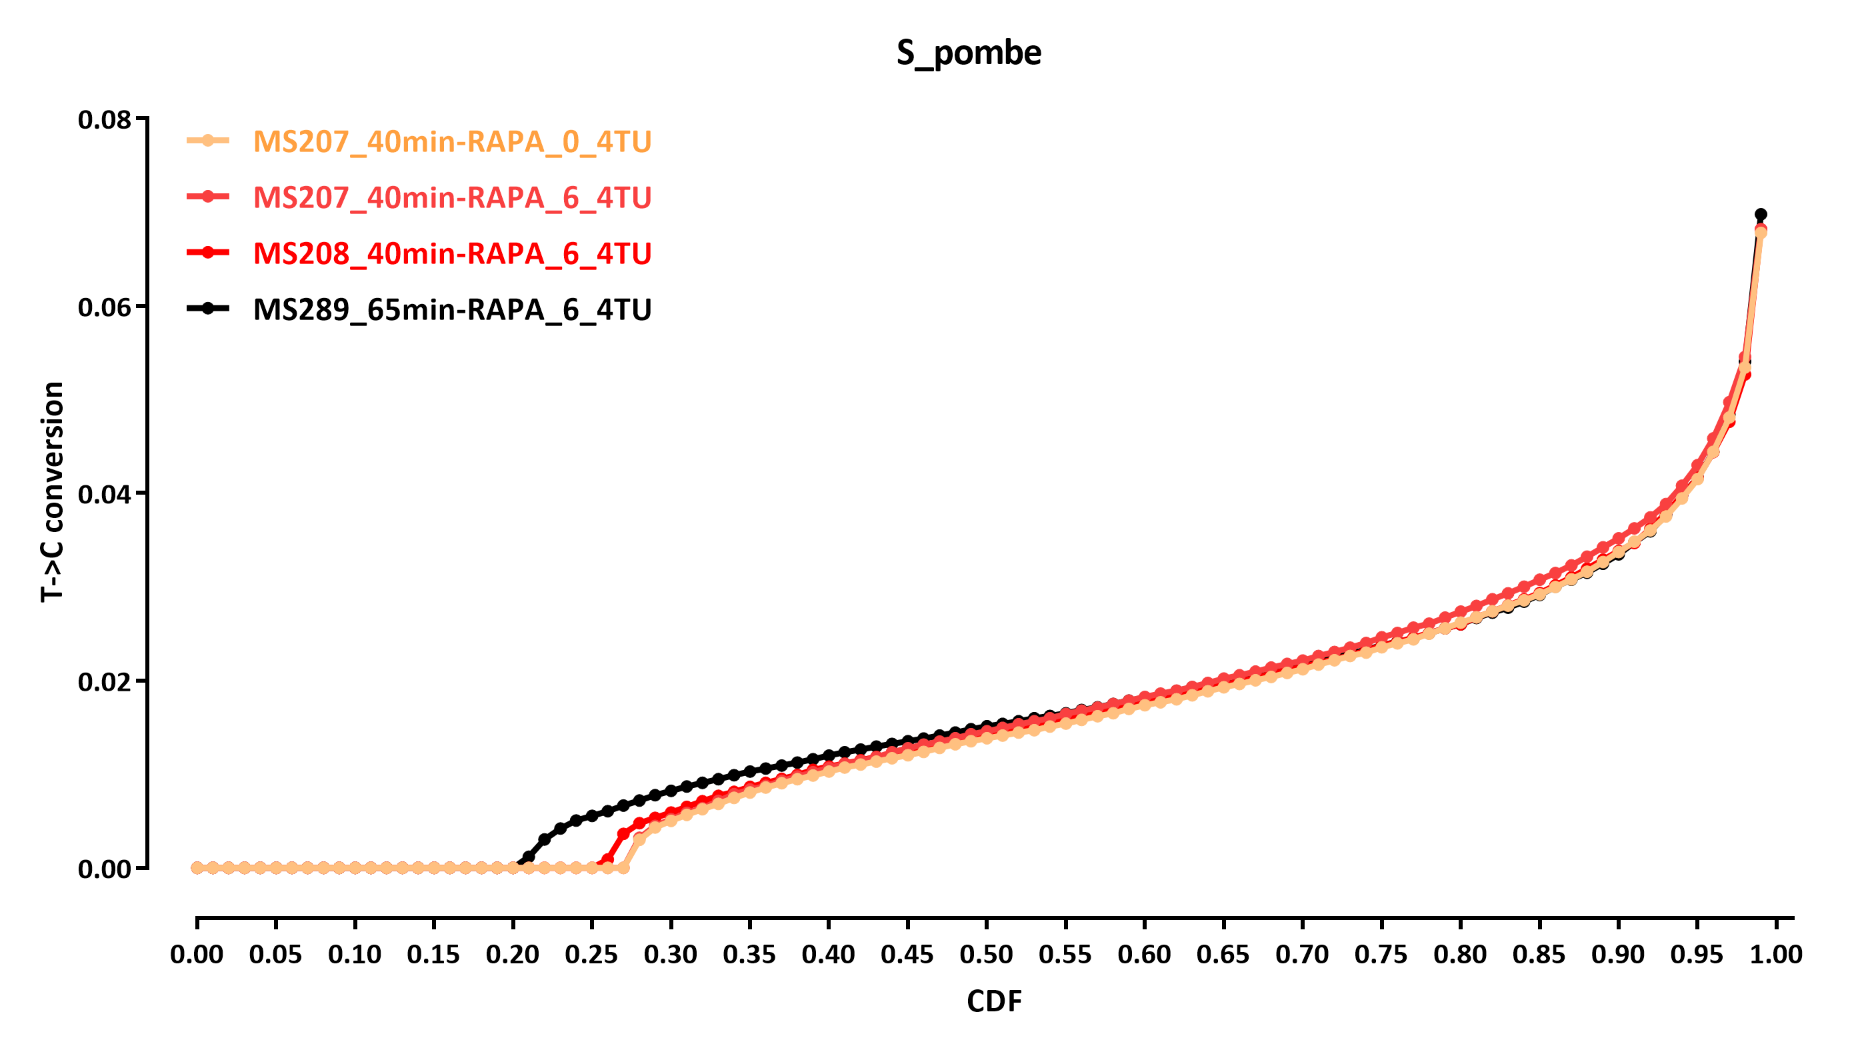 S_pombe
0.08
0.06
0.04
0.02
0.00
T->C conversion
MS207_40min-RAPA_0_4TU
MS207_40min-RAPA_6_4TU
MS208_40min-RAPA_6_4TU
MS289_65min-RAPA_6_4TU
0.00 0.05 0.10 0.15 0.20 0.25 0.30 0.35 0.40 0.45 0.50 0.55 0.60 0.65 0.70 0.75 0.80 0.85 0.90 0.95 1.00
CDF